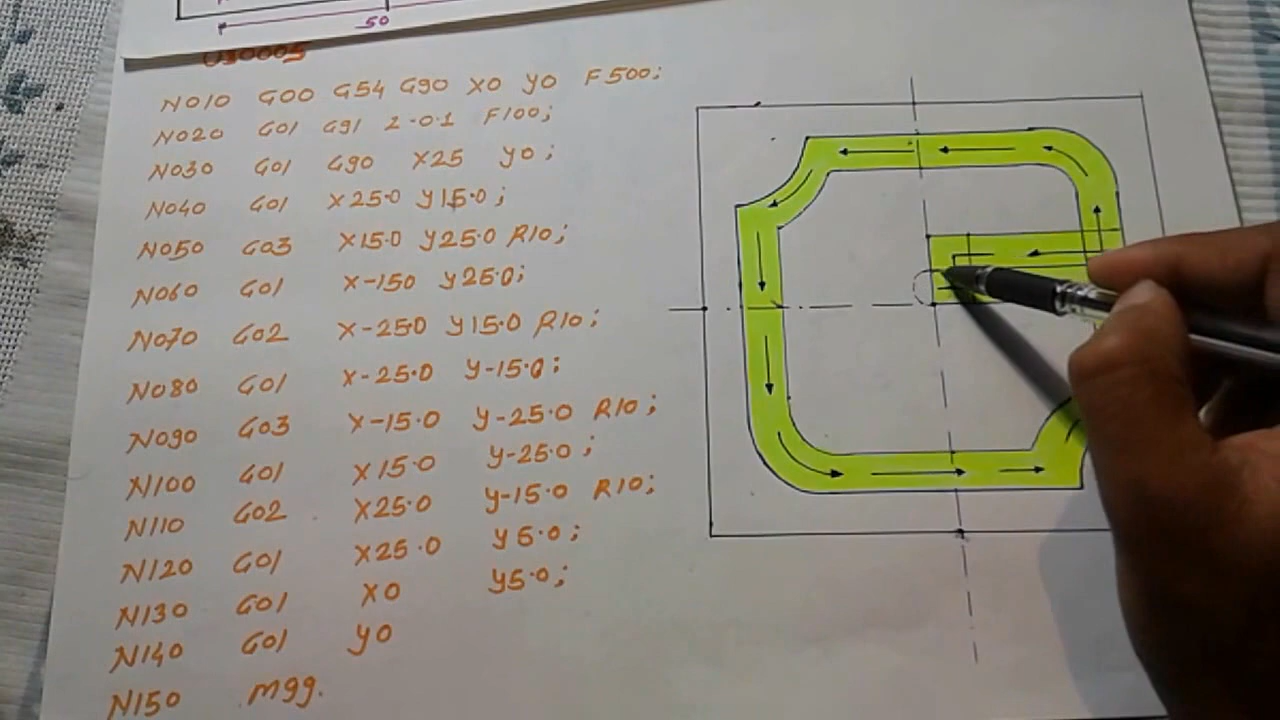 50
N010 G00 G54 G90 X0 Y0 F500;
N020 G01 G91 Z-0.1 F100;
N030 G01 G90 X25 Y0;
N040 G01 X25.0 Y15.0;
N050 G03 X15.0 Y25.0 R10;
N060 G01 X-150 Y25.0;
N070 G02 X-25.0 Y15.0 R10;
N080 G01 X-25.0 Y-15.0;
N090 G03 X-15.0 Y-25.0 R10;
N100 G01 X15.0 Y-25.0;
N110 G02 X25.0 Y-15.0 R10;
N120 G01 X25.0 Y5.0;
N130 G01 X0 Y5.0;
N140 G01 Y0
N150 M99.